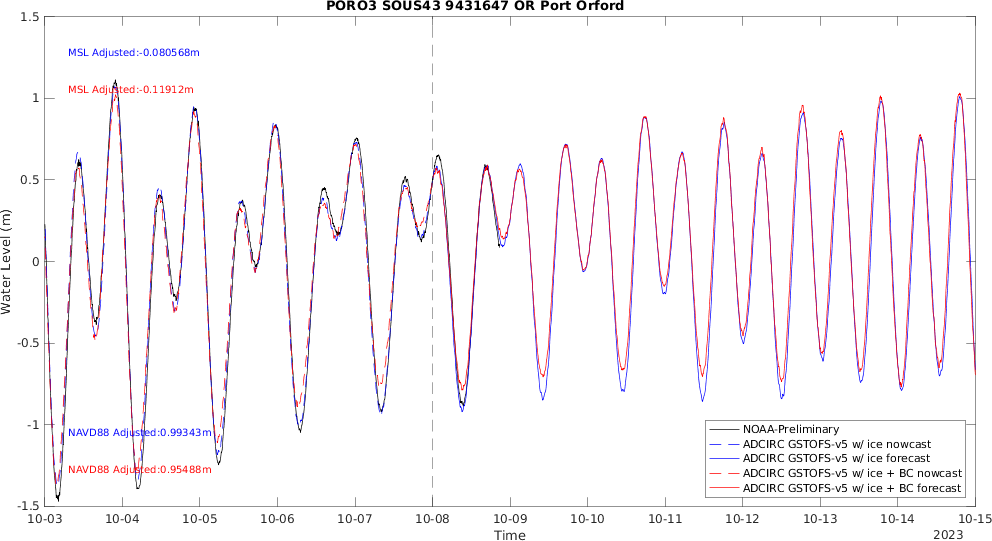 PORO3 SOUS43 9431647 OR Port Orford
MSL Adjusted:-0.080568m
MSL Adjusted:-0.11912m
NAVD88 Adjusted:0.99343m
NAVD88 Adjusted:0.95488m
Water Level (m)
1.5
1
0.5
0
-0.5
-1
-1.5
NOAA-Preliminary
ADCIRC GSTOFS-v5 w/ ice nowcast
ADCIRC GSTOFS-v5 w/ ice forecast
ADCIRC GSTOFS-v5 w/ ice + BC nowcast
ADCIRC GSTOFS-v5 w/ ice + BC forecast
10-03 10-04 10-05 10-06 10-07 10-08 10-09 10-10 10-11 10-12 10-13 10-14 10-15
Time
2023